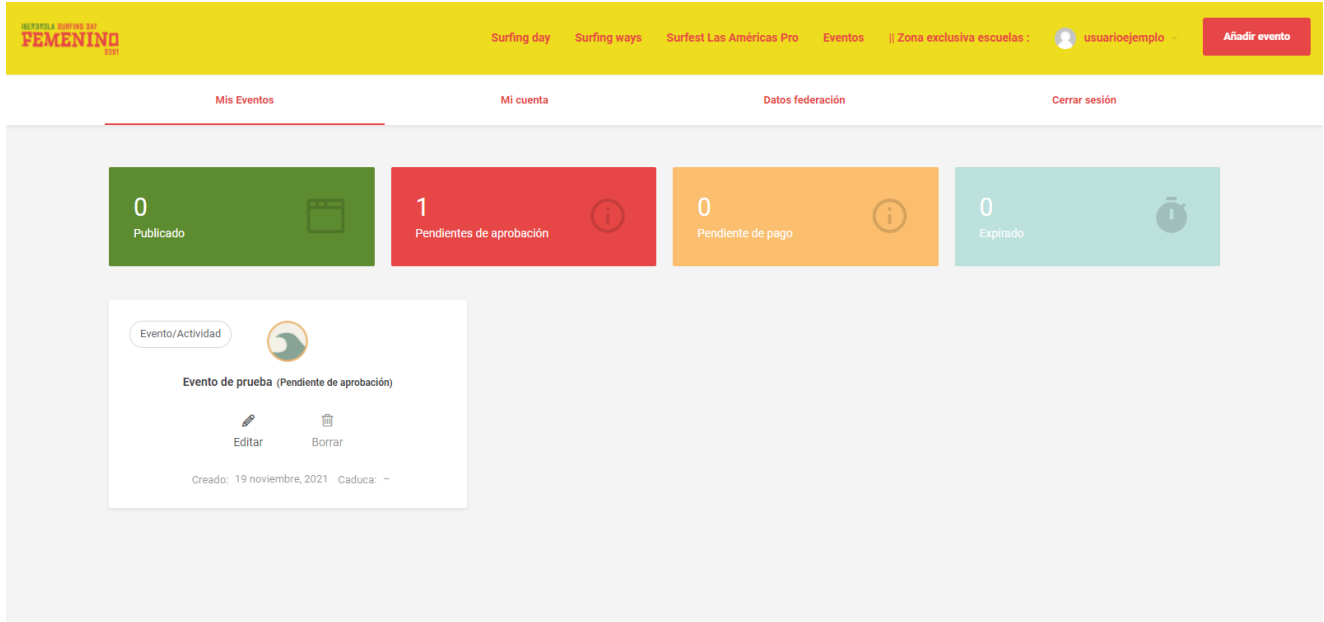 IBERDROLA SURFING DAY
FEMENINO
2021
Surfing day Surfing ways Surfest Las Américas Pro Eventos || Zona exclusiva escuelas : usuarioejemplo Añadir evento
Mis Eventos Mi cuenta Datos federación Cerrar sesión
0 1 0 0
Publicado Pendientes de aprobación Pendiente de pago Expirado
Evento/Actividad
Evento de prueba (Pendiente de aprobación)
Editar Borrar
Creado: 19 noviembre, 2021 Caduca: –